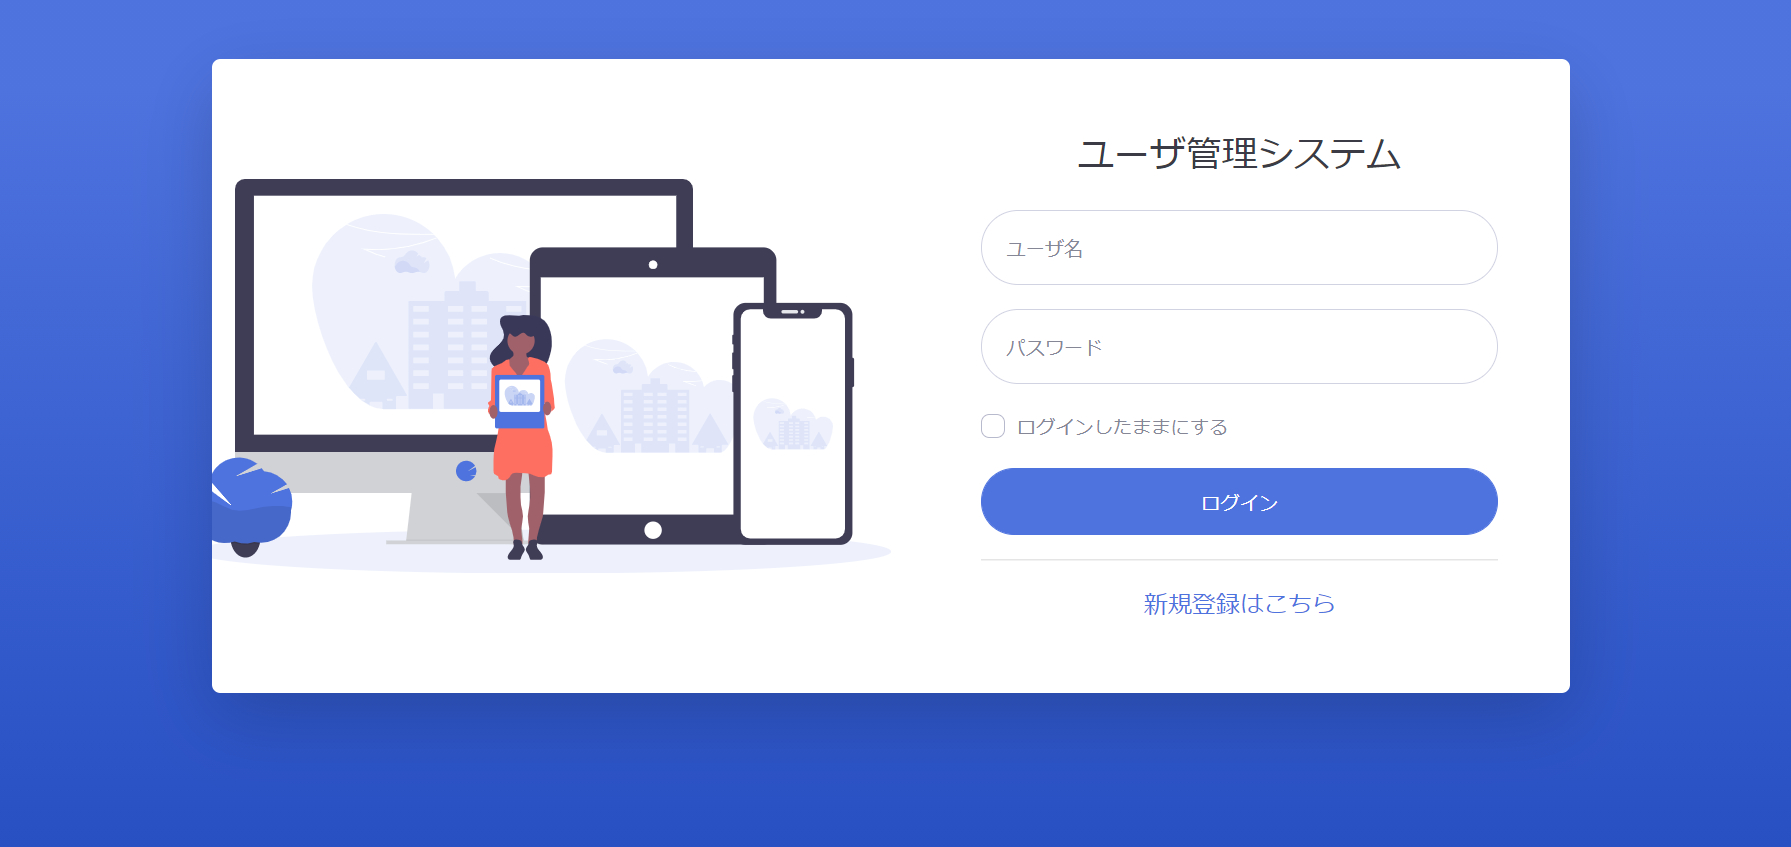 ユーザ管理システム
ユーザ名
パスワード
ログインしたままにする
ログイン
新規登録はこちら